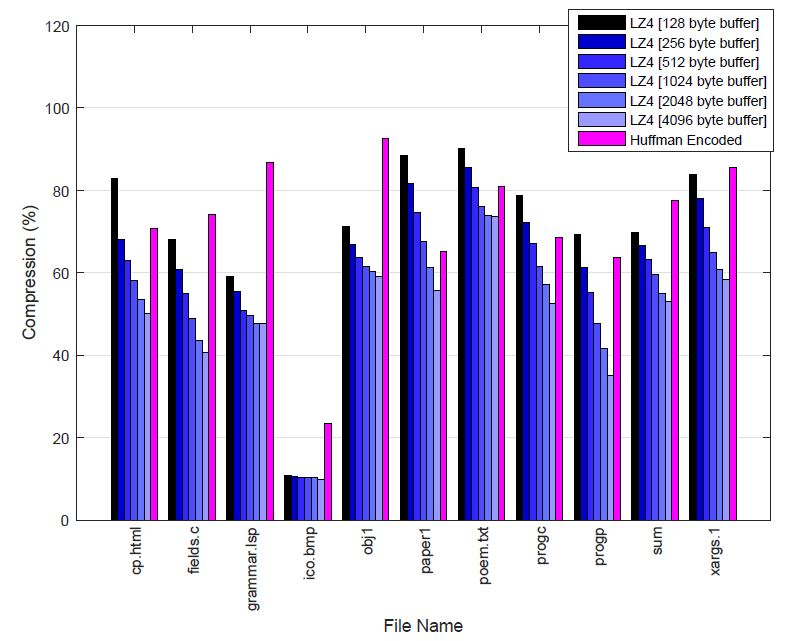 120
100
80
60
40
20
0
Compression (%)
LZ4 [128 byte buffer]
LZ4 [256 byte buffer]
LZ4 [512 byte buffer]
LZ4 [1024 byte buffer]
LZ4 [2048 byte buffer]
LZ4 [4096 byte buffer]
Huffman Encoded
cp.html
fields.c
grammar.lsp
ico.bmp
obj1
paper1
poem.txt
progc
progp
sum
xargs.1
File Name